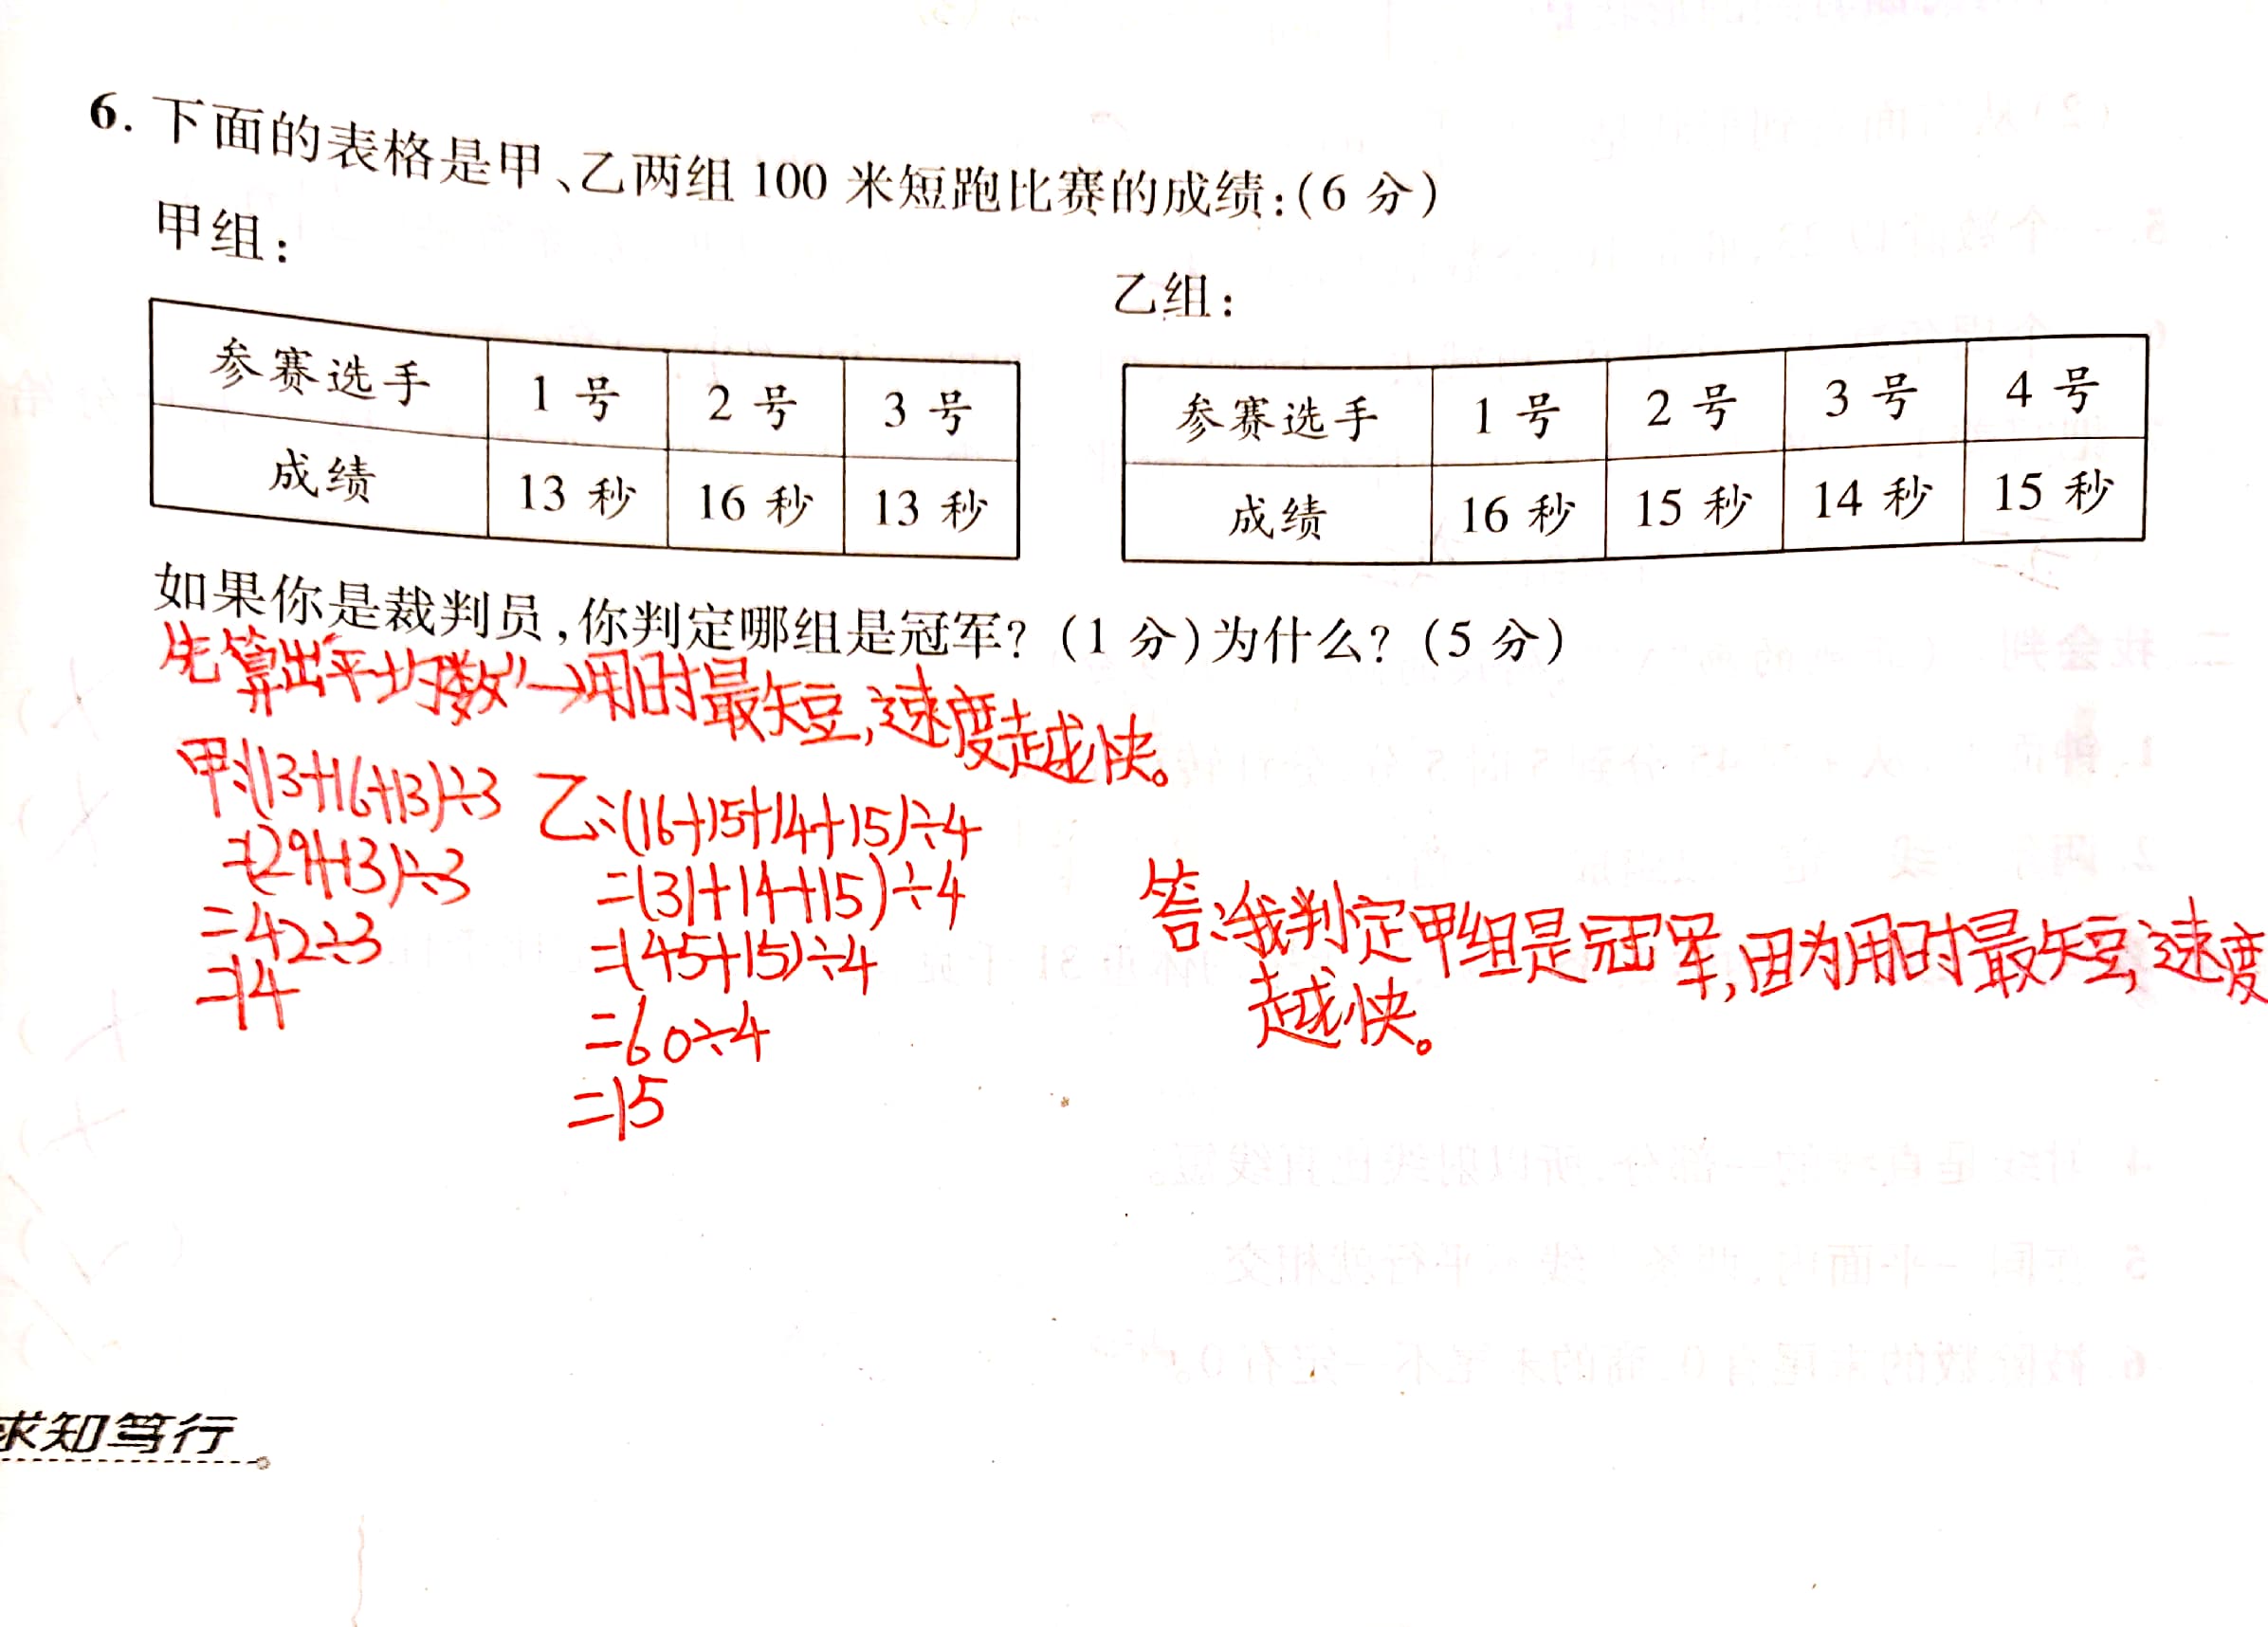 6. 下面的表格是甲、乙两组 100 米短跑比赛的成绩:(6 分)
甲组:
参赛选手 1 号 2 号 3 号
成绩 13 秒 16 秒 13 秒
乙组:
参赛选手 1 号 2 号 3 号 4 号
成绩 16 秒 15 秒 14 秒 15 秒
如果你是裁判员,你判定哪组是冠军? (1 分)为什么? (5 分)
先算出“平均数”→用时最短,速度越快。
甲:(13+16+13)÷3
=(29+13)÷3
=42÷3
=14
乙:(16+15+14+15)÷4
=(31+14+15)÷4
=(45+15)÷4
=60÷4
=15
答:我判定甲组是冠军,因为用时最短,速度
越快。
求知笃行